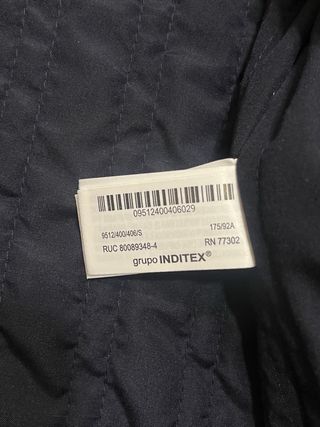 09512400406029
9512/400/406/S 175/92A
RUC 80089348-4 RN 77302
grupo INDITEX®